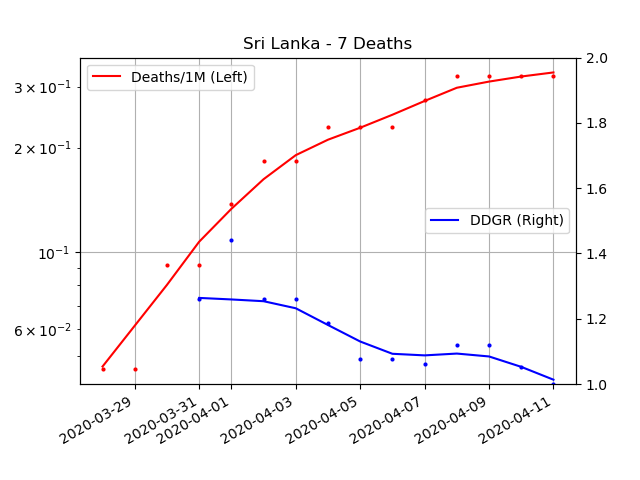 Sri Lanka - 7 Deaths
Deaths/1M (Left)
DDGR (Right)
3 × 10⁻¹
2 × 10⁻¹
10⁻¹
6 × 10⁻²
2.0
1.8
1.6
1.4
1.2
1.0
2020-03-29
2020-03-31
2020-04-01
2020-04-03
2020-04-05
2020-04-07
2020-04-09
2020-04-11